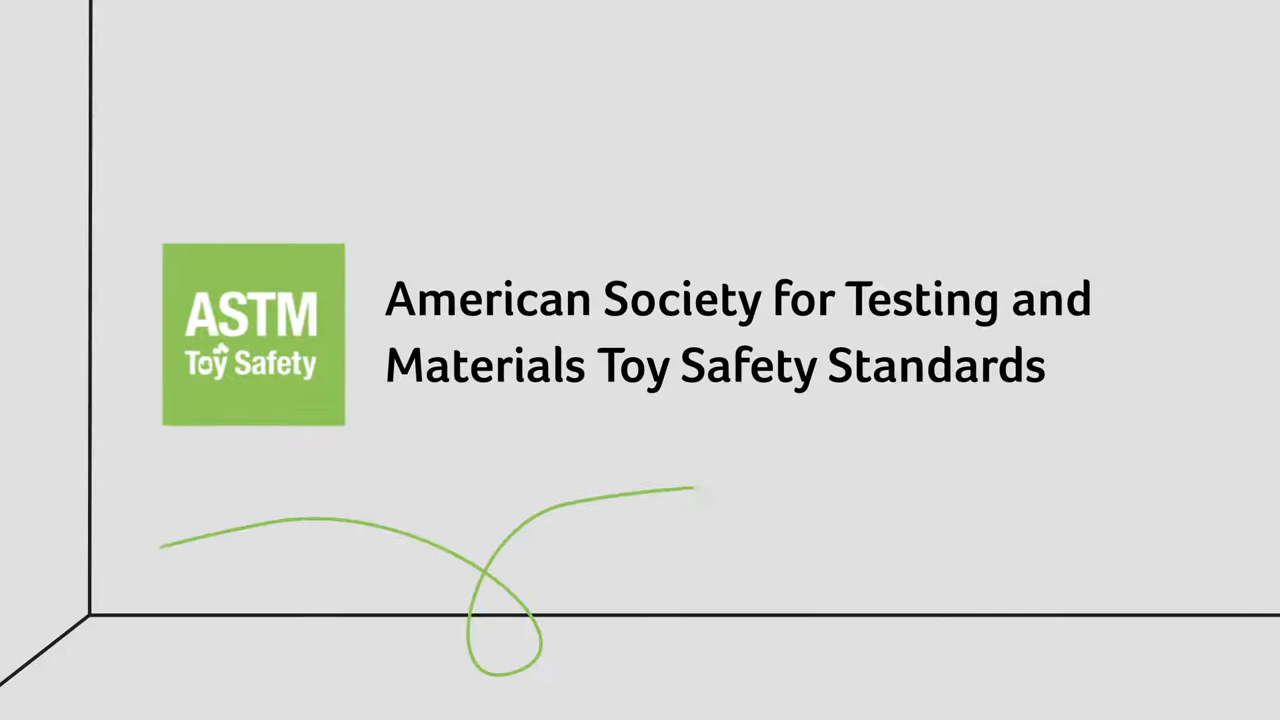 ASTM
Toy Safety
American Society for Testing and
Materials Toy Safety Standards